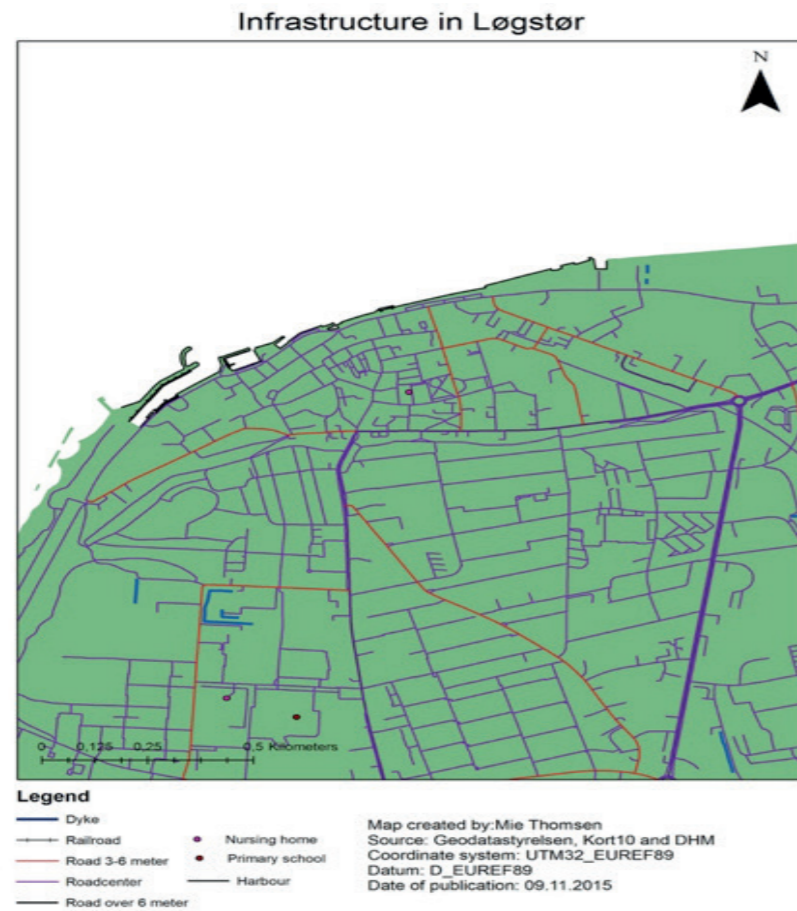 Infrastructure in Løgstør
N
0 0,125 0,25 0,5 Kilometers
Legend
Dyke
Railroad
Road 3-6 meter
Roadcenter
Road over 6 meter
Nursing home
Primary school
Harbour
Map created by:Mie Thomsen
Source: Geodatastyrelsen, Kort10 and DHM
Coordinate system: UTM32_EUREF89
Datum: D_EUREF89
Date of publication: 09.11.2015